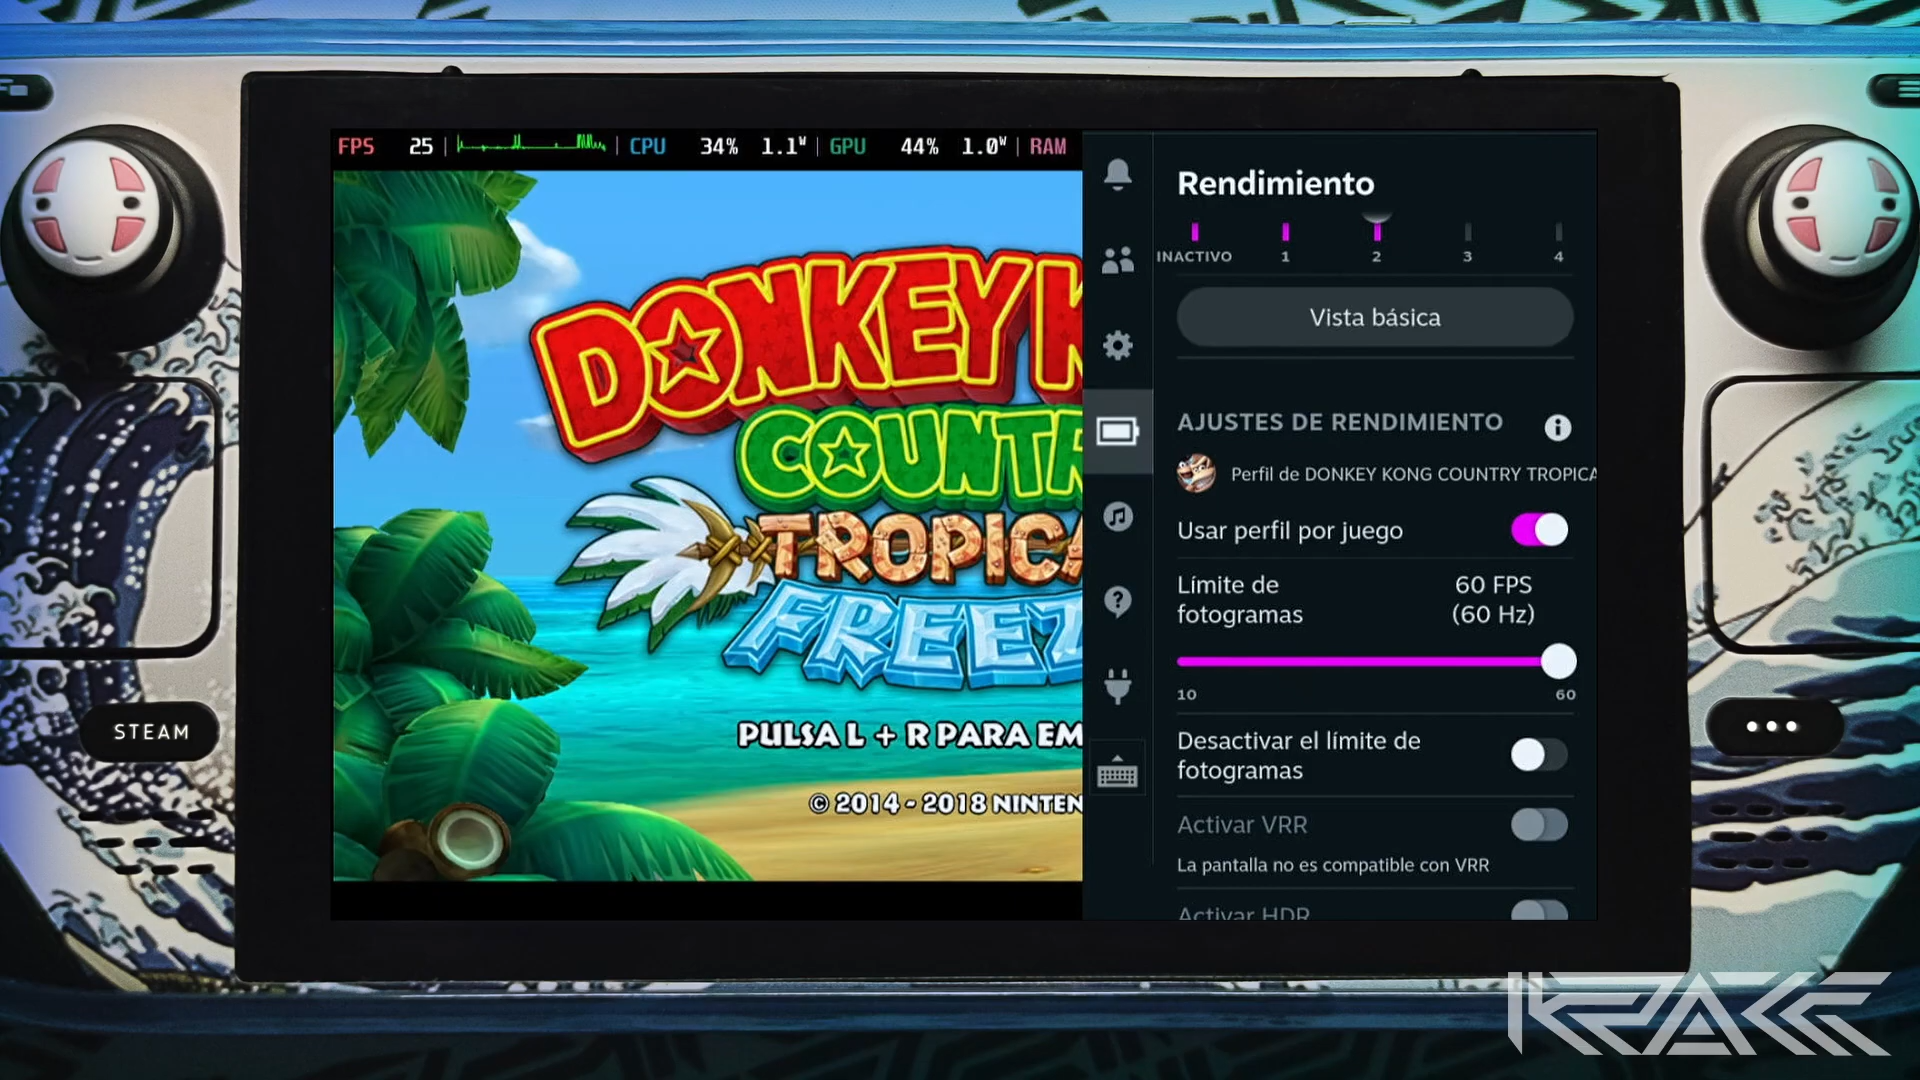 FPS 25 | CPU 34% 1.1W | GPU 44% 1.0W | RAM
Rendimiento
INACTIVO 1 2 3 4
Vista básica
AJUSTES DE RENDIMIENTO
Perfil de DONKEY KONG COUNTRY TROPICA
Usar perfil por juego
Límite de
fotogramas
60 FPS
(60 Hz)
10 60
Desactivar el límite de
fotogramas
Activar VRR
La pantalla no es compatible con VRR
Activar HDR
DONKEY K
COUNTR
TROPICA
FREEZ
PULSA L + R PARA EM
© 2014 - 2018 NINTEN
STEAM